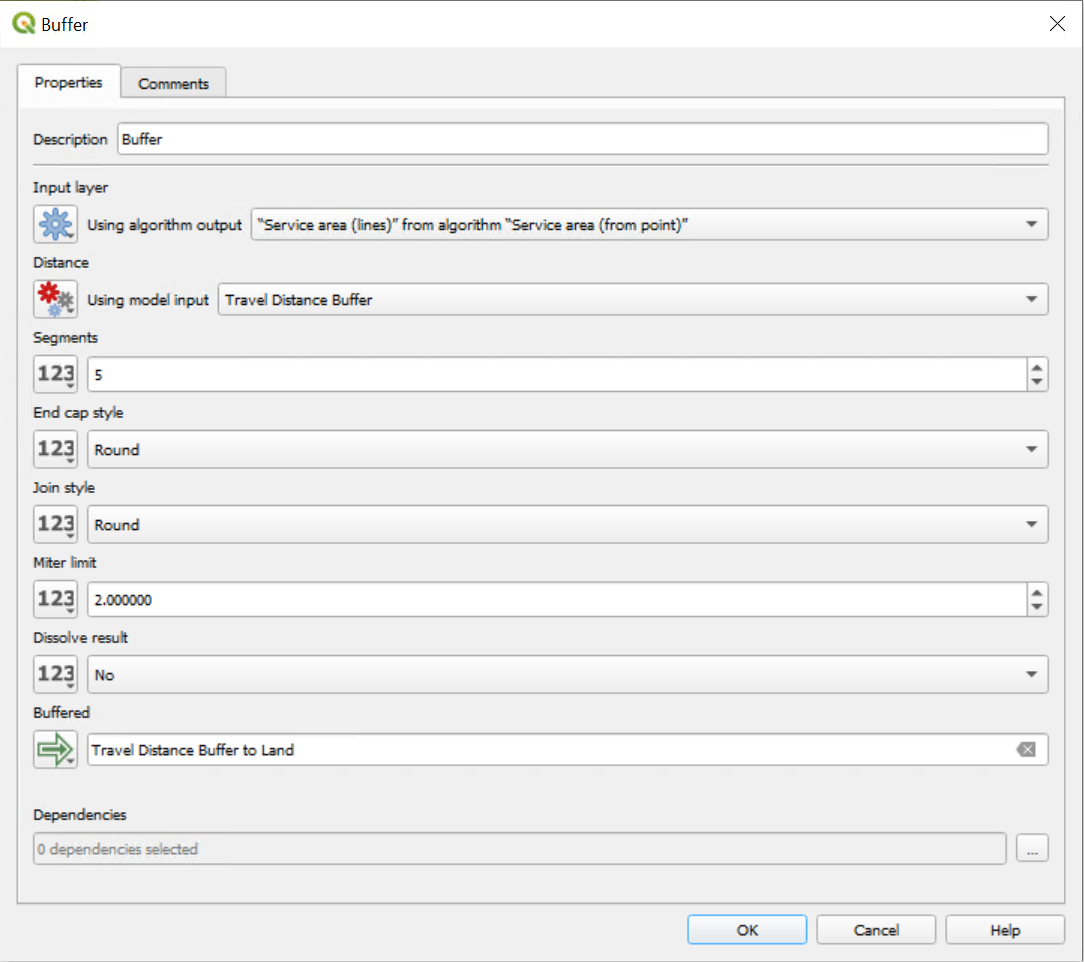 Buffer
Properties Comments
Description Buffer
Input layer
Using algorithm output “Service area (lines)” from algorithm “Service area (from point)”
Distance
Using model input Travel Distance Buffer
Segments
123 5
End cap style
123 Round
Join style
123 Round
Miter limit
123 2.000000
Dissolve result
123 No
Buffered
Travel Distance Buffer to Land
Dependencies
0 dependencies selected ...
OK Cancel Help